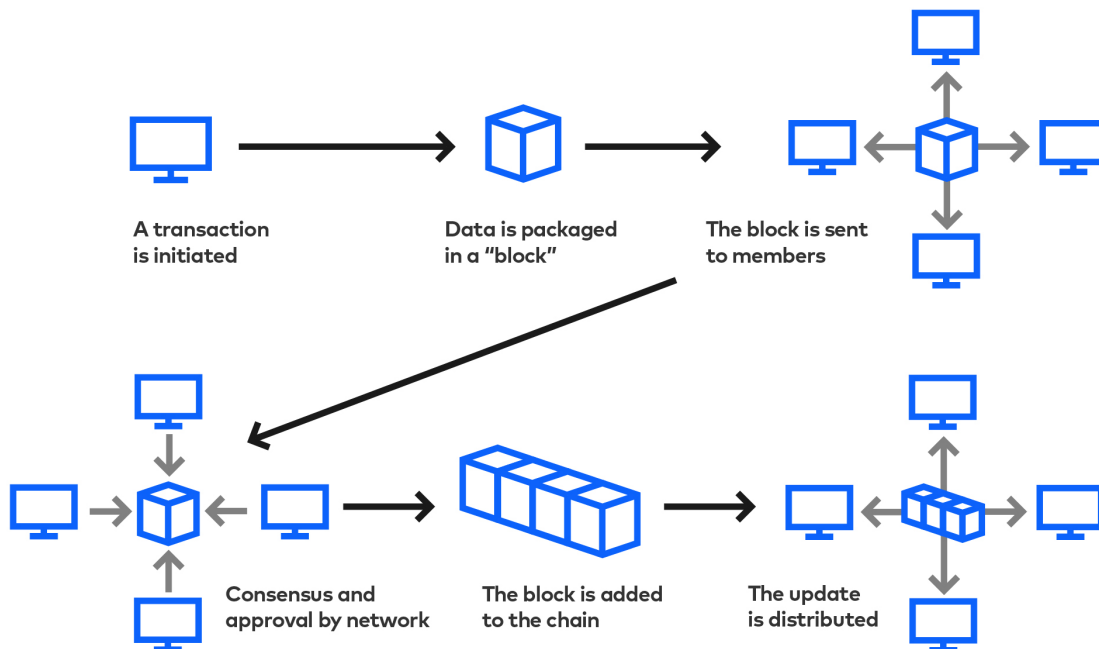 A transaction
is initiated
Data is packaged
in a “block”
The block is sent
to members
Consensus and
approval by network
The block is added
to the chain
The update
is distributed